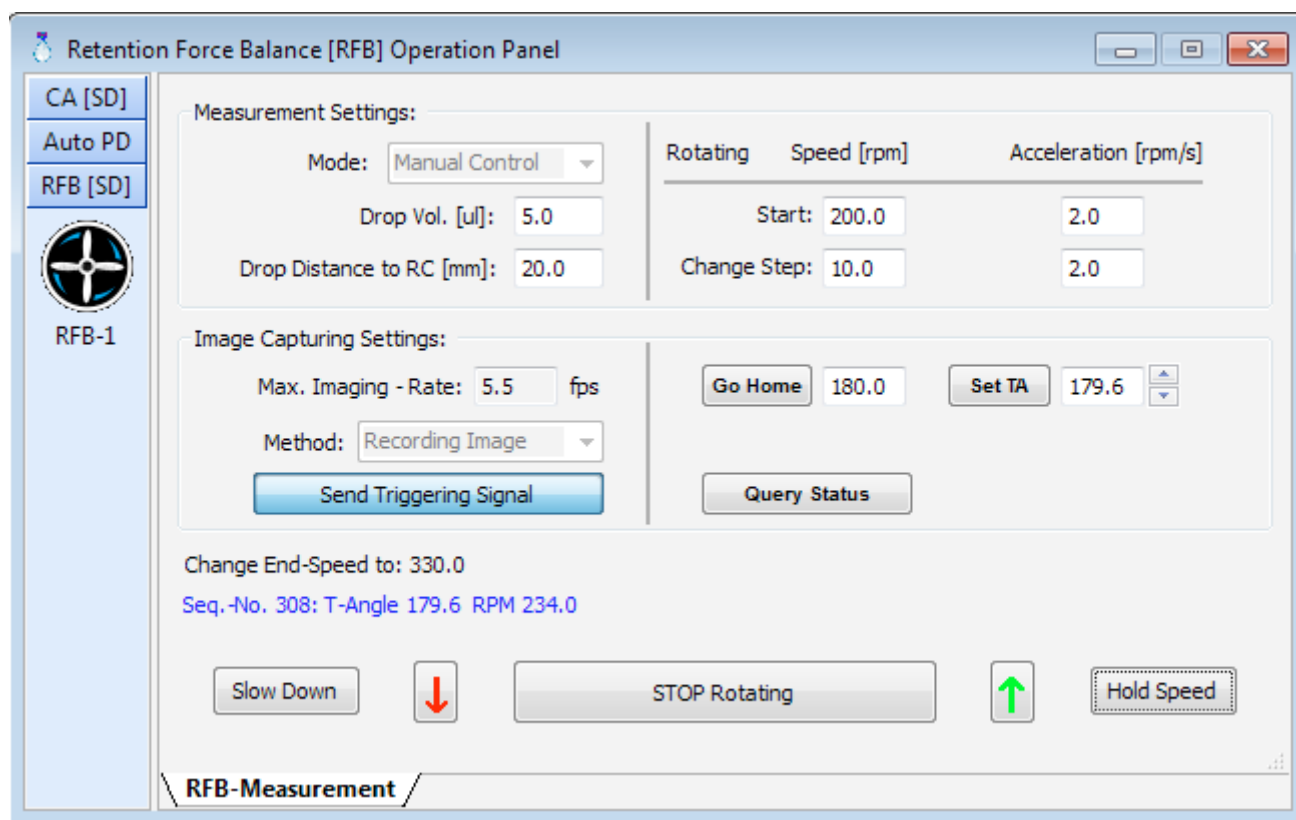 Retention Force Balance [RFB] Operation Panel
CA [SD]
Auto PD
RFB [SD]
RFB-1
Measurement Settings:
Mode: Manual Control
Drop Vol. [ul]: 5.0
Drop Distance to RC [mm]: 20.0
Rotating Speed [rpm] Acceleration [rpm/s]
Start: 200.0 2.0
Change Step: 10.0 2.0
Image Capturing Settings:
Max. Imaging - Rate: 5.5 fps
Method: Recording Image
Send Triggering Signal
Go Home 180.0 Set TA 179.6
Query Status
Change End-Speed to: 330.0
Seq.-No. 308: T-Angle 179.6 RPM 234.0
Slow Down STOP Rotating Hold Speed
RFB-Measurement